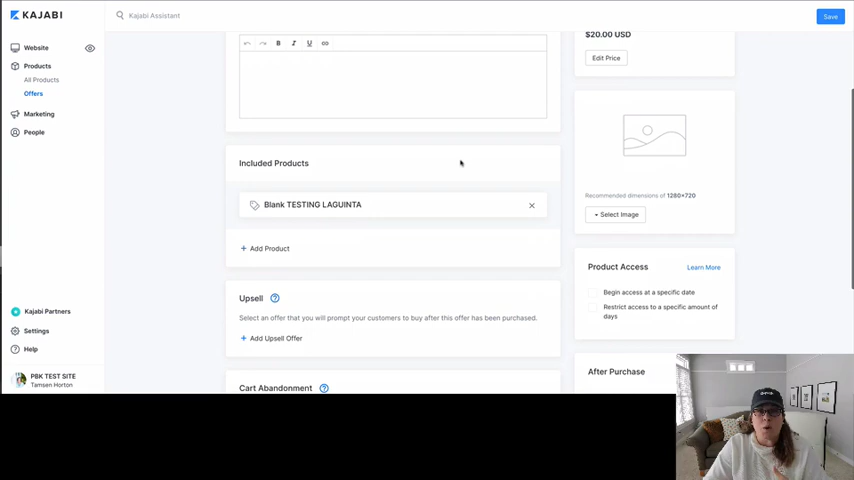 KAJABI
Kajabi Assistant
Save
Website
Products
All Products
Offers
Marketing
People
Kajabi Partners
Settings
Help
PBK TEST SITE
Tamsen Horton
B I U
Included Products
Blank TESTING LAGUINTA
+ Add Product
Upsell ?
Select an offer that you will prompt your customers to buy after this offer has been purchased.
+ Add Upsell Offer
Cart Abandonment ?
$20.00 USD
Edit Price
Recommended dimensions of 1280×720
Select Image
Product Access
Learn More
Begin access at a specific date
Restrict access to a specific amount of
days
After Purchase